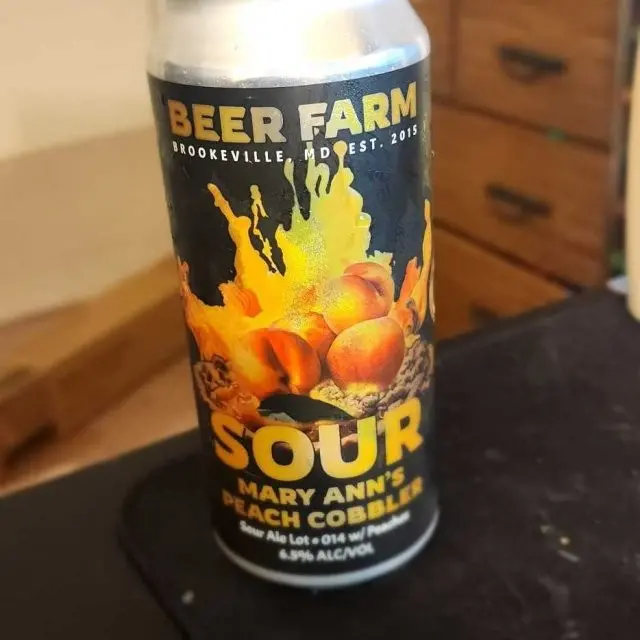 BEER FARM
BROOKEVILLE, MD EST. 2015
SOUR
MARY ANN'S
PEACH COBBLER
Sour Ale Lot • 014 w/ Peaches
6.5% ALC/VOL